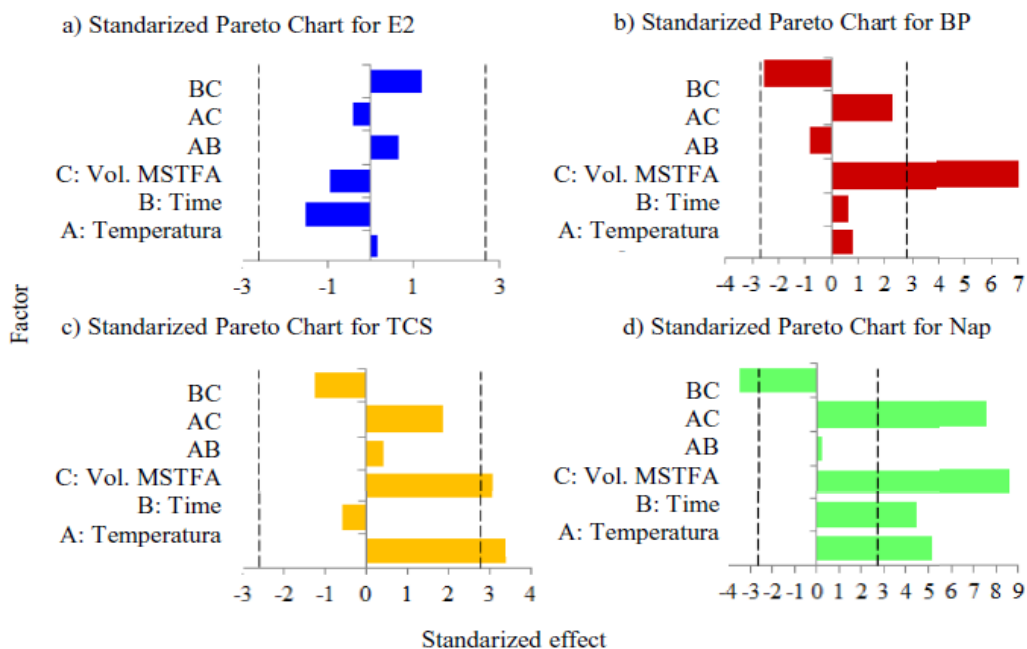 a) Standarized Pareto Chart for E2
BC
AC
AB
C: Vol. MSTFA
B: Time
A: Temperatura
-3 -1 1 3
b) Standarized Pareto Chart for BP
BC
AC
AB
C: Vol. MSTFA
B: Time
A: Temperatura
-4 -3 -2 -1 0 1 2 3 4 5 6 7
Factor
c) Standarized Pareto Chart for TCS
BC
AC
AB
C: Vol. MSTFA
B: Time
A: Temperatura
-3 -2 -1 0 1 2 3 4
d) Standarized Pareto Chart for Nap
BC
AC
AB
C: Vol. MSTFA
B: Time
A: Temperatura
-4 -3 -2 -1 0 1 2 3 4 5 6 7 8 9
Standarized effect